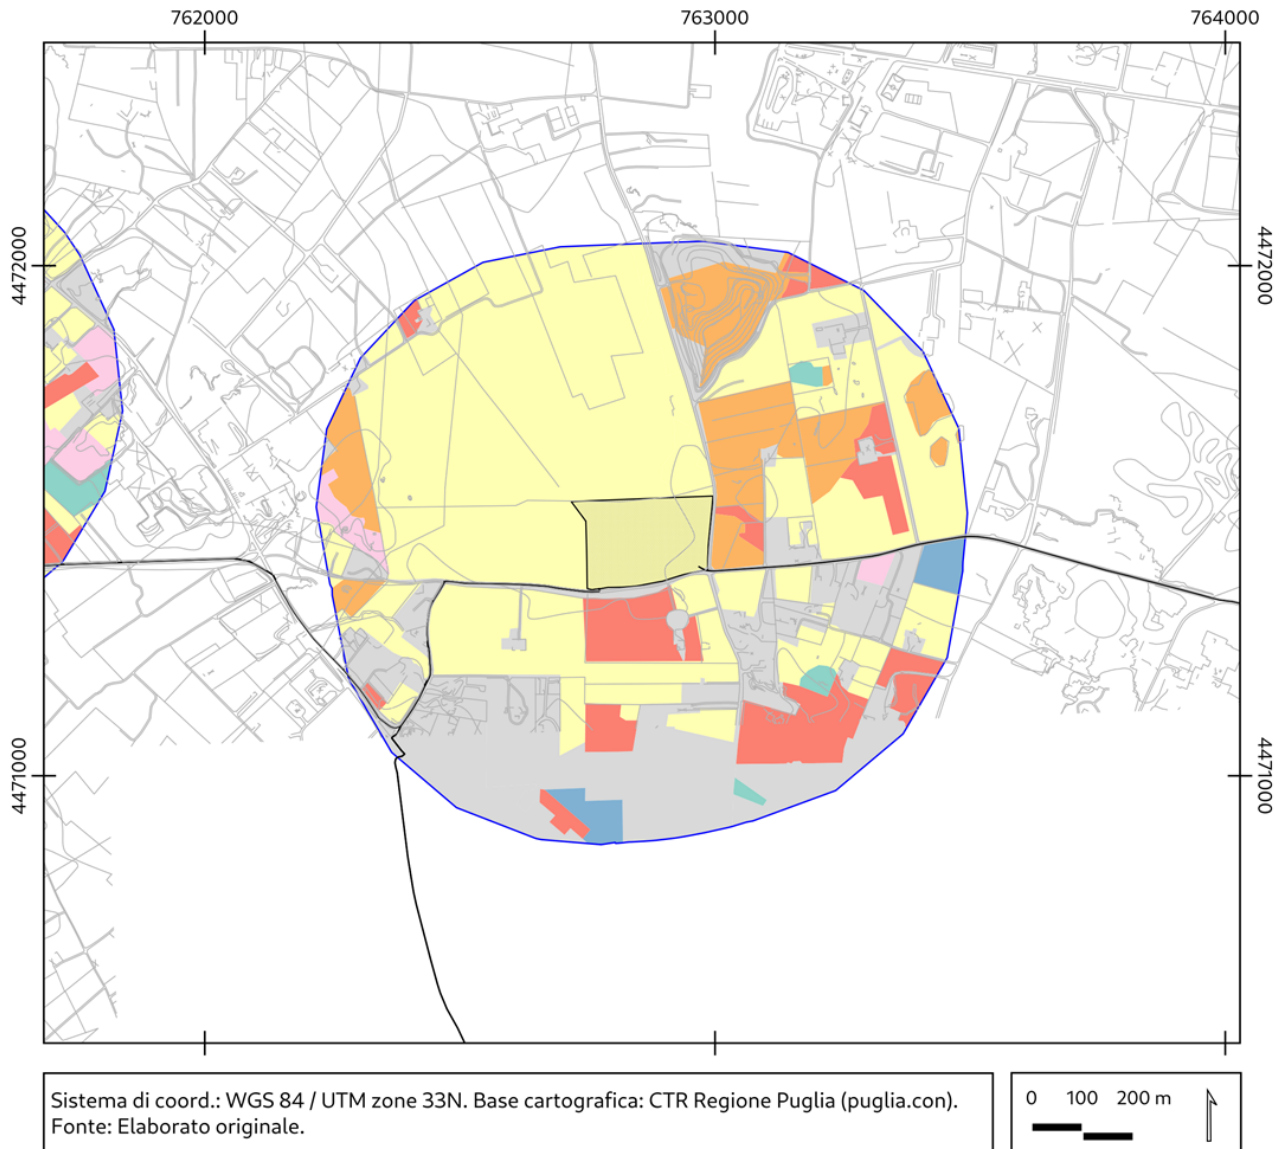 762000 763000 764000
4472000 4472000
4471000 4471000
Sistema di coord.: WGS 84 / UTM zone 33N. Base cartografica: CTR Regione Puglia (puglia.con).
Fonte: Elaborato originale.
0 100 200 m